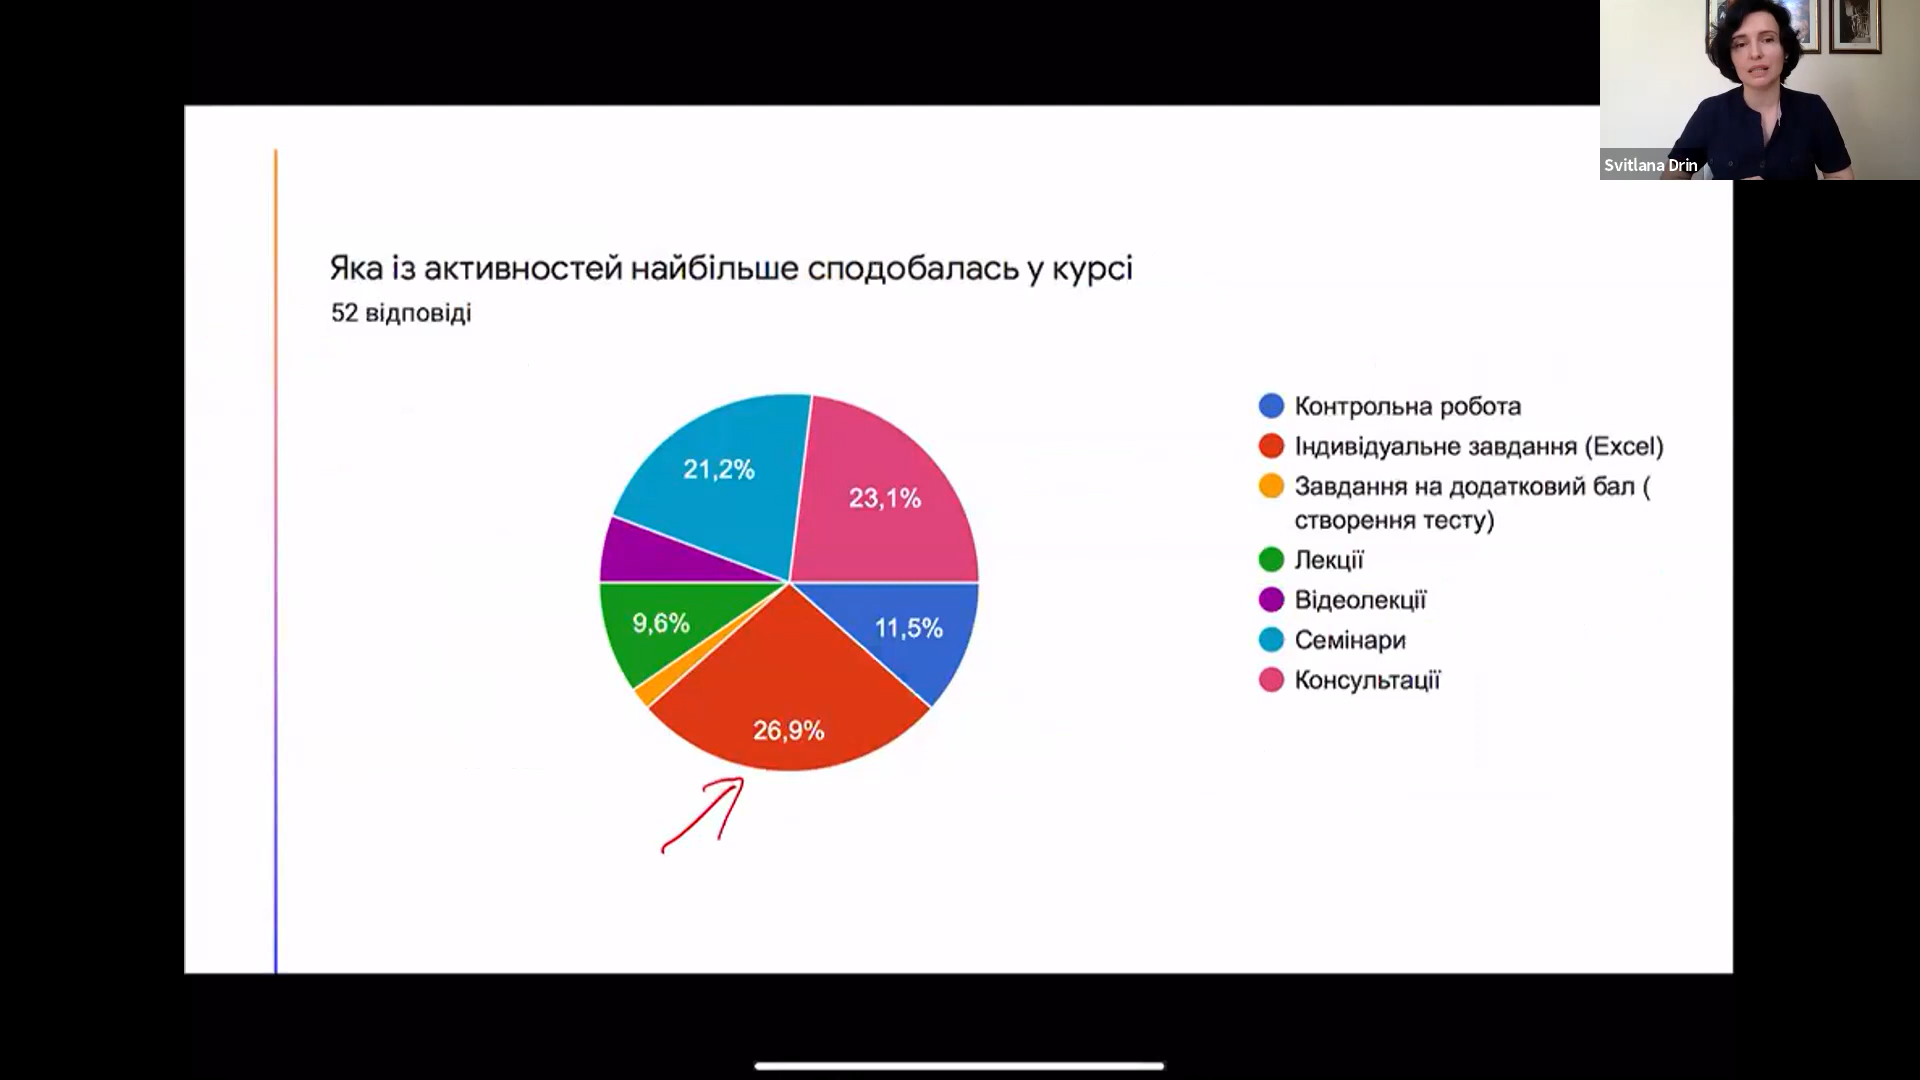 Svitlana Drin
Яка із активностей найбільше сподобалась у курсі
52 відповіді
21,2%
23,1%
9,6%
11,5%
26,9%
Контрольна робота
Індивідуальне завдання (Excel)
Завдання на додатковий бал (
створення тесту)
Лекції
Відеолекції
Семінари
Консультації